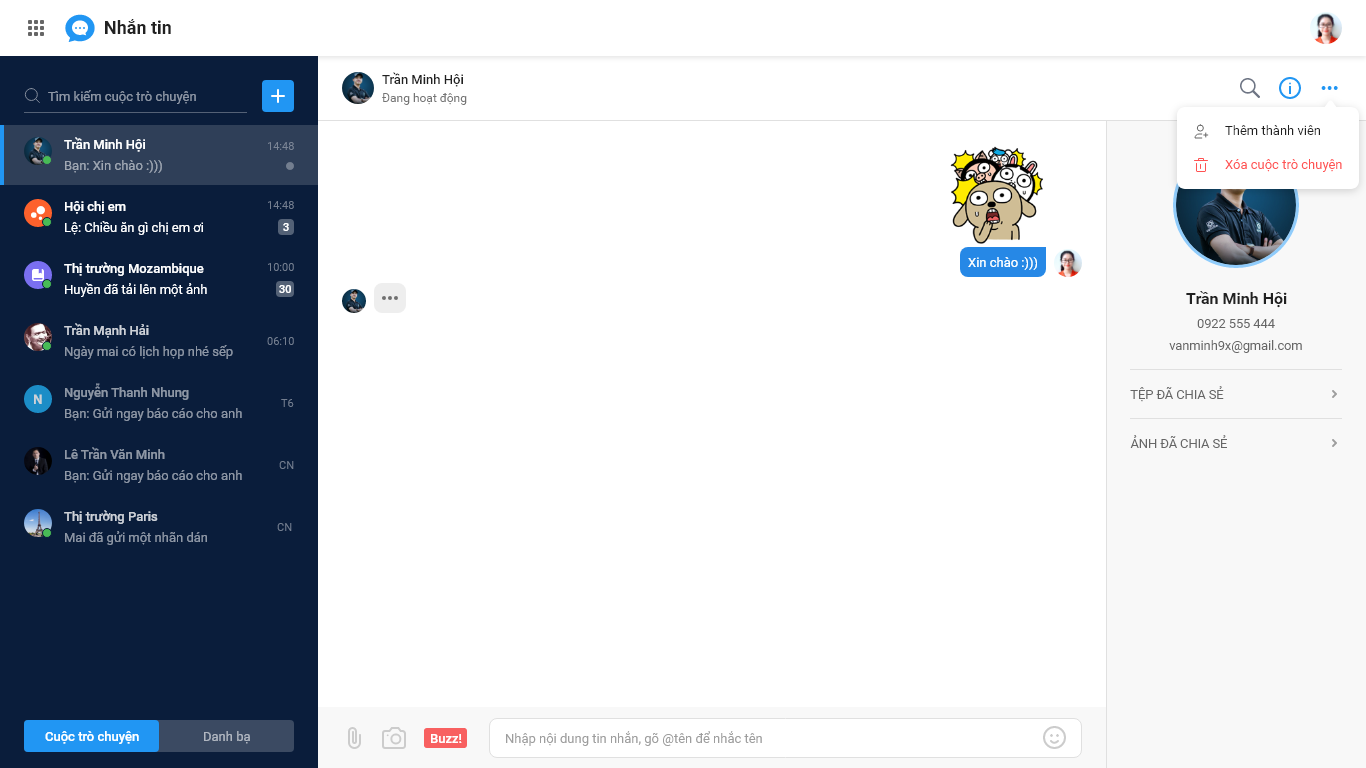 Nhắn tin
Tìm kiếm cuộc trò chuyện
Trần Minh Hội
14:48
Bạn: Xin chào :)))
Hội chị em
14:48
Lệ: Chiều ăn gì chị em ơi
3
Thị trường Mozambique
10:00
Huyền đã tải lên một ảnh
30
Trần Mạnh Hải
Ngày mai có lịch họp nhé sếp
06:10
N
Nguyễn Thanh Nhung
Bạn: Gửi ngay báo cáo cho anh
T6
Lê Trần Văn Minh
Bạn: Gửi ngay báo cáo cho anh
CN
Thị trường Paris
Mai đã gửi một nhãn dán
CN
Cuộc trò chuyện
Danh bạ
Trần Minh Hội
Đang hoạt động
Xin chào :)))
Buzz!
Nhập nội dung tin nhắn, gõ @tên để nhắc tên
Thêm thành viên
Xóa cuộc trò chuyện
Trần Minh Hội
0922 555 444
vanminh9x@gmail.com
TỆP ĐÃ CHIA SẺ
ẢNH ĐÃ CHIA SẺ